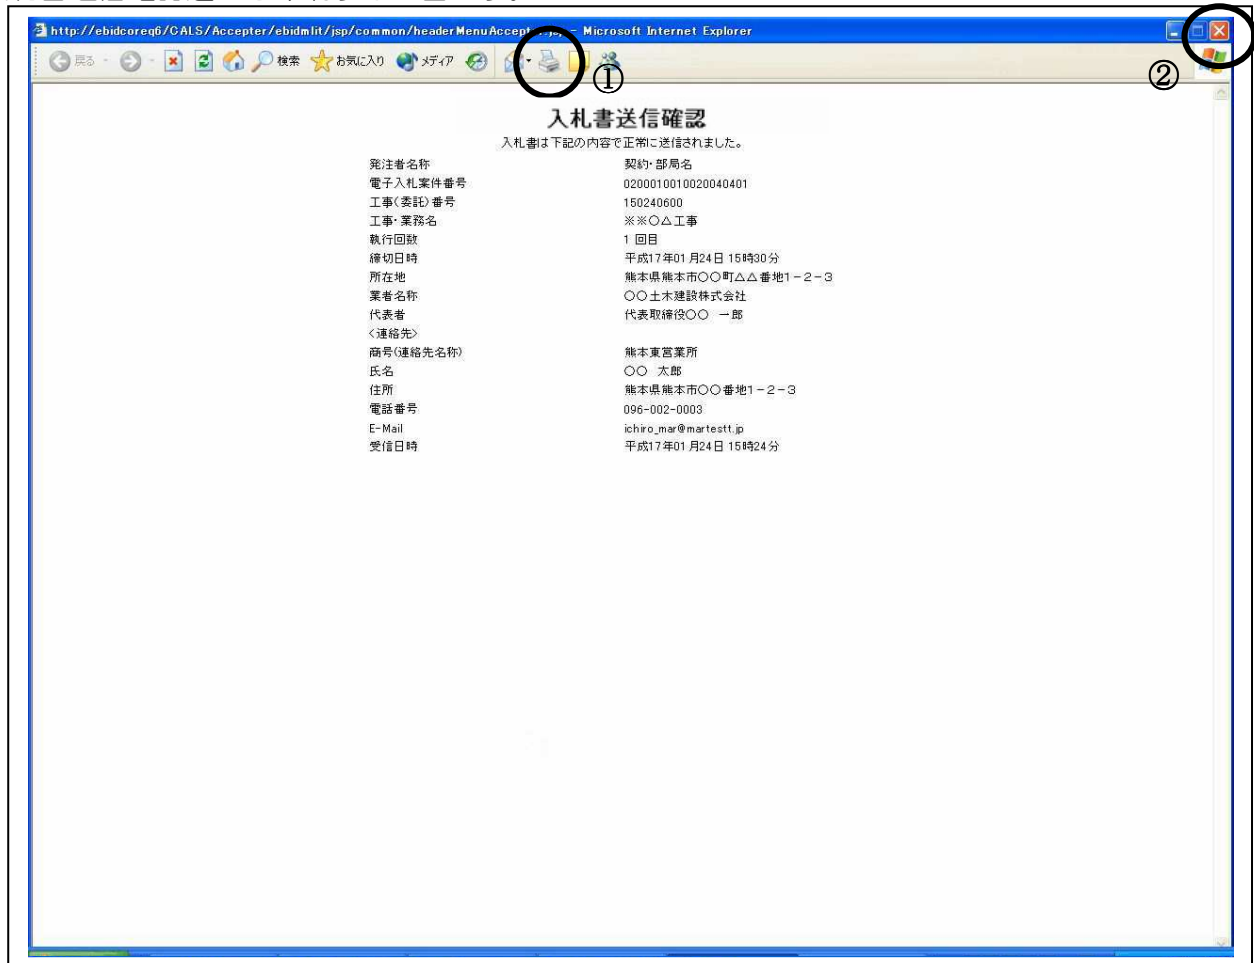 http://ebidcoreq6/CALS/Accepter/ebidmlit/jsp/common/headerMenuAccep - Microsoft Internet Explorer
戻る 検索 お気に入り メディア
① ②
入札書送信確認
入札書は下記の内容で正常に送信されました。
発注者名称 契約・部局名
電子入札案件番号 0200010010020040401
工事(委託)番号 150240600
工事・業務名 ※※○△工事
執行回数 1 回目
締切日時 平成17年01月24日 15時30分
所在地 熊本県熊本市○○町△△番地1-2-3
業者名称 ○○土木建設株式会社
代表者 代表取締役○○ 一郎
<連絡先>
商号(連絡先名称) 熊本東営業所
氏名 ○○ 太郎
住所 熊本県熊本市○○番地1-2-3
電話番号 096-002-0003
E-Mail ichiro_mar@martestt.jp
受信日時 平成17年01月24日 15時24分